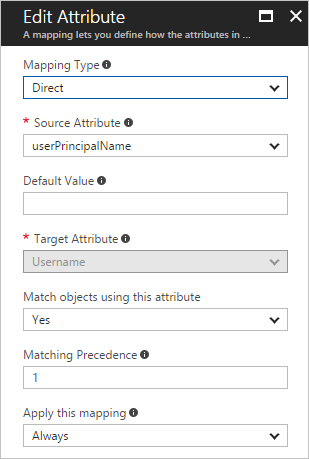 Edit Attribute
A mapping lets you define how the attributes in ...
Mapping Type
Direct
* Source Attribute
userPrincipalName
Default Value
* Target Attribute
Username
Match objects using this attribute
Yes
Matching Precedence
1
Apply this mapping
Always